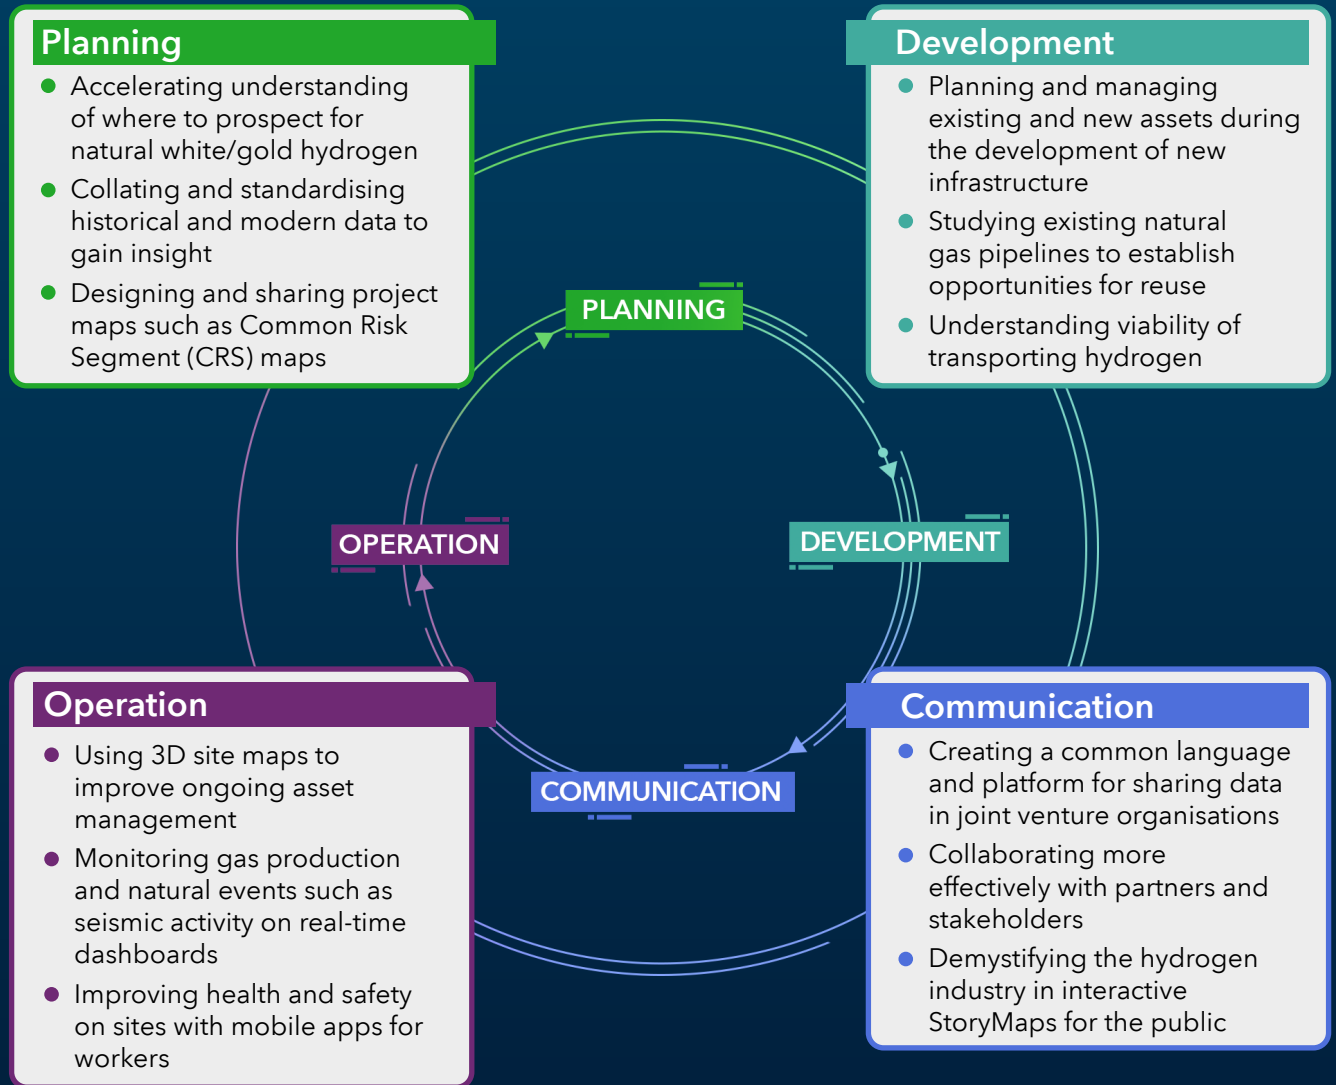 Planning
Accelerating understanding
of where to prospect for
natural white/gold hydrogen
Collating and standardising
historical and modern data to
gain insight
Designing and sharing project
maps such as Common Risk
Segment (CRS) maps
Development
Planning and managing
existing and new assets during
the development of new
infrastructure
Studying existing natural
gas pipelines to establish
opportunities for reuse
Understanding viability of
transporting hydrogen
PLANNING
OPERATION
DEVELOPMENT
COMMUNICATION
Operation
Using 3D site maps to
improve ongoing asset
management
Monitoring gas production
and natural events such as
seismic activity on real-time
dashboards
Improving health and safety
on sites with mobile apps for
workers
Communication
Creating a common language
and platform for sharing data
in joint venture organisations
Collaborating more
effectively with partners and
stakeholders
Demystifying the hydrogen
industry in interactive
StoryMaps for the public